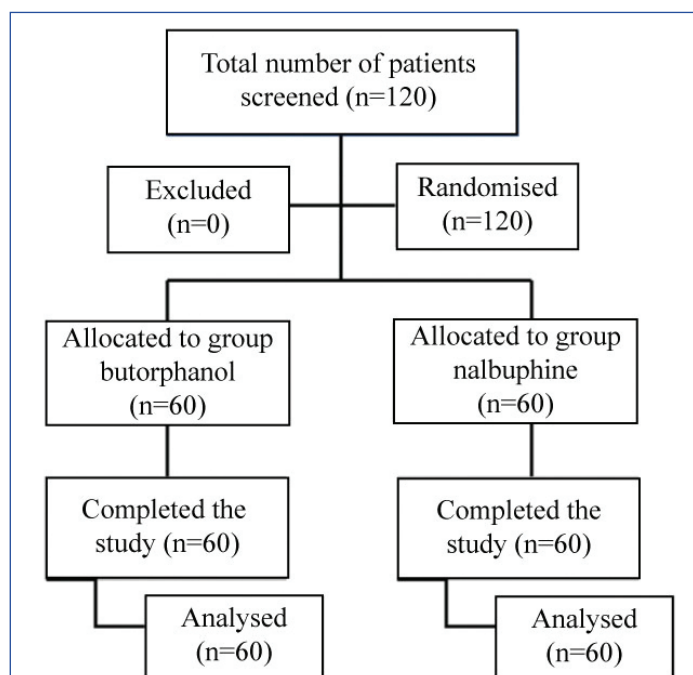 Total number of patients
screened (n=120)
Excluded
(n=0)
Randomised
(n=120)
Allocated to group
butorphanol
(n=60)
Allocated to group
nalbuphine
(n=60)
Completed the
study (n=60)
Completed the
study (n=60)
Analysed
(n=60)
Analysed
(n=60)